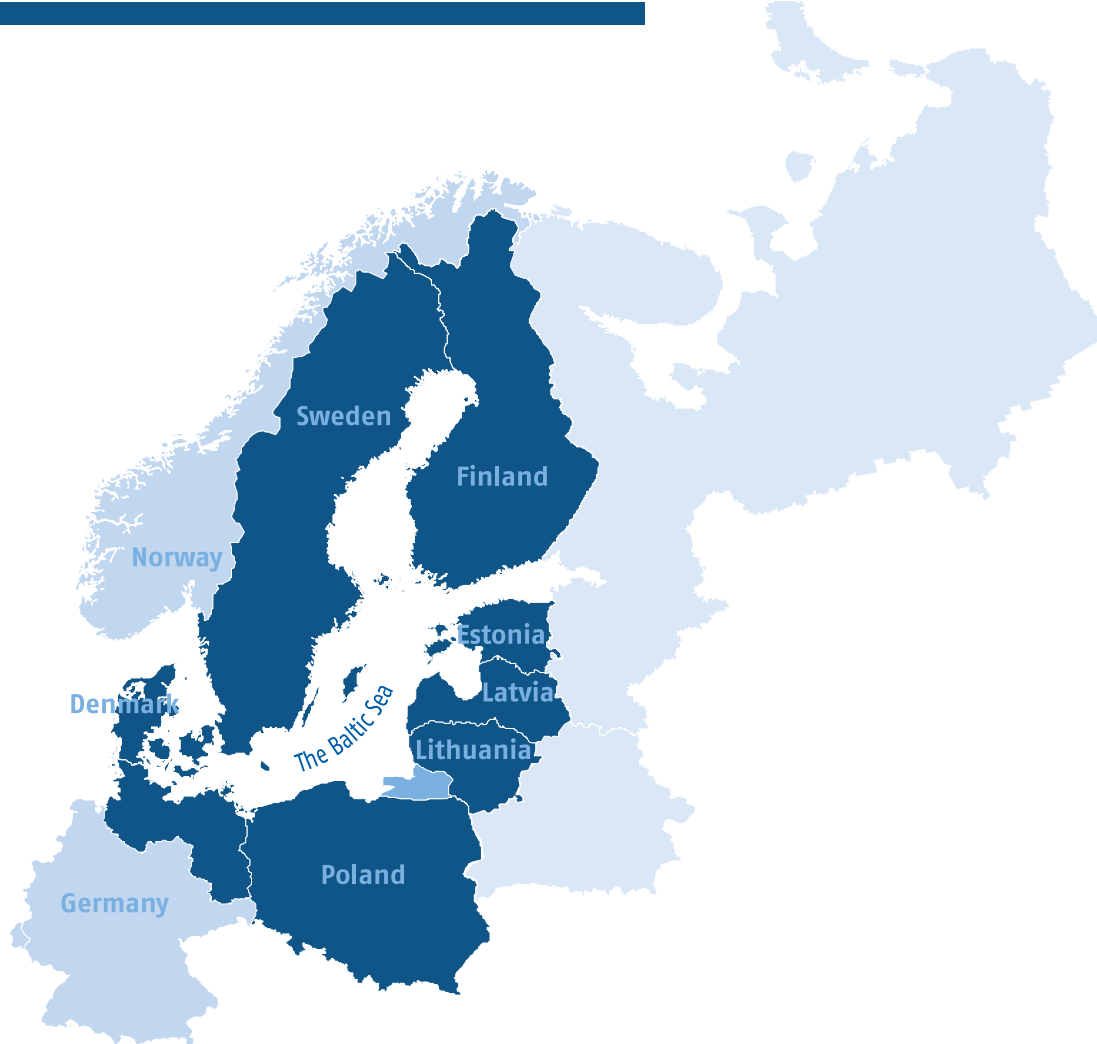 Sweden
Finland
Norway
Estonia
Latvia
Denmark
The Baltic Sea
Lithuania
Poland
Germany